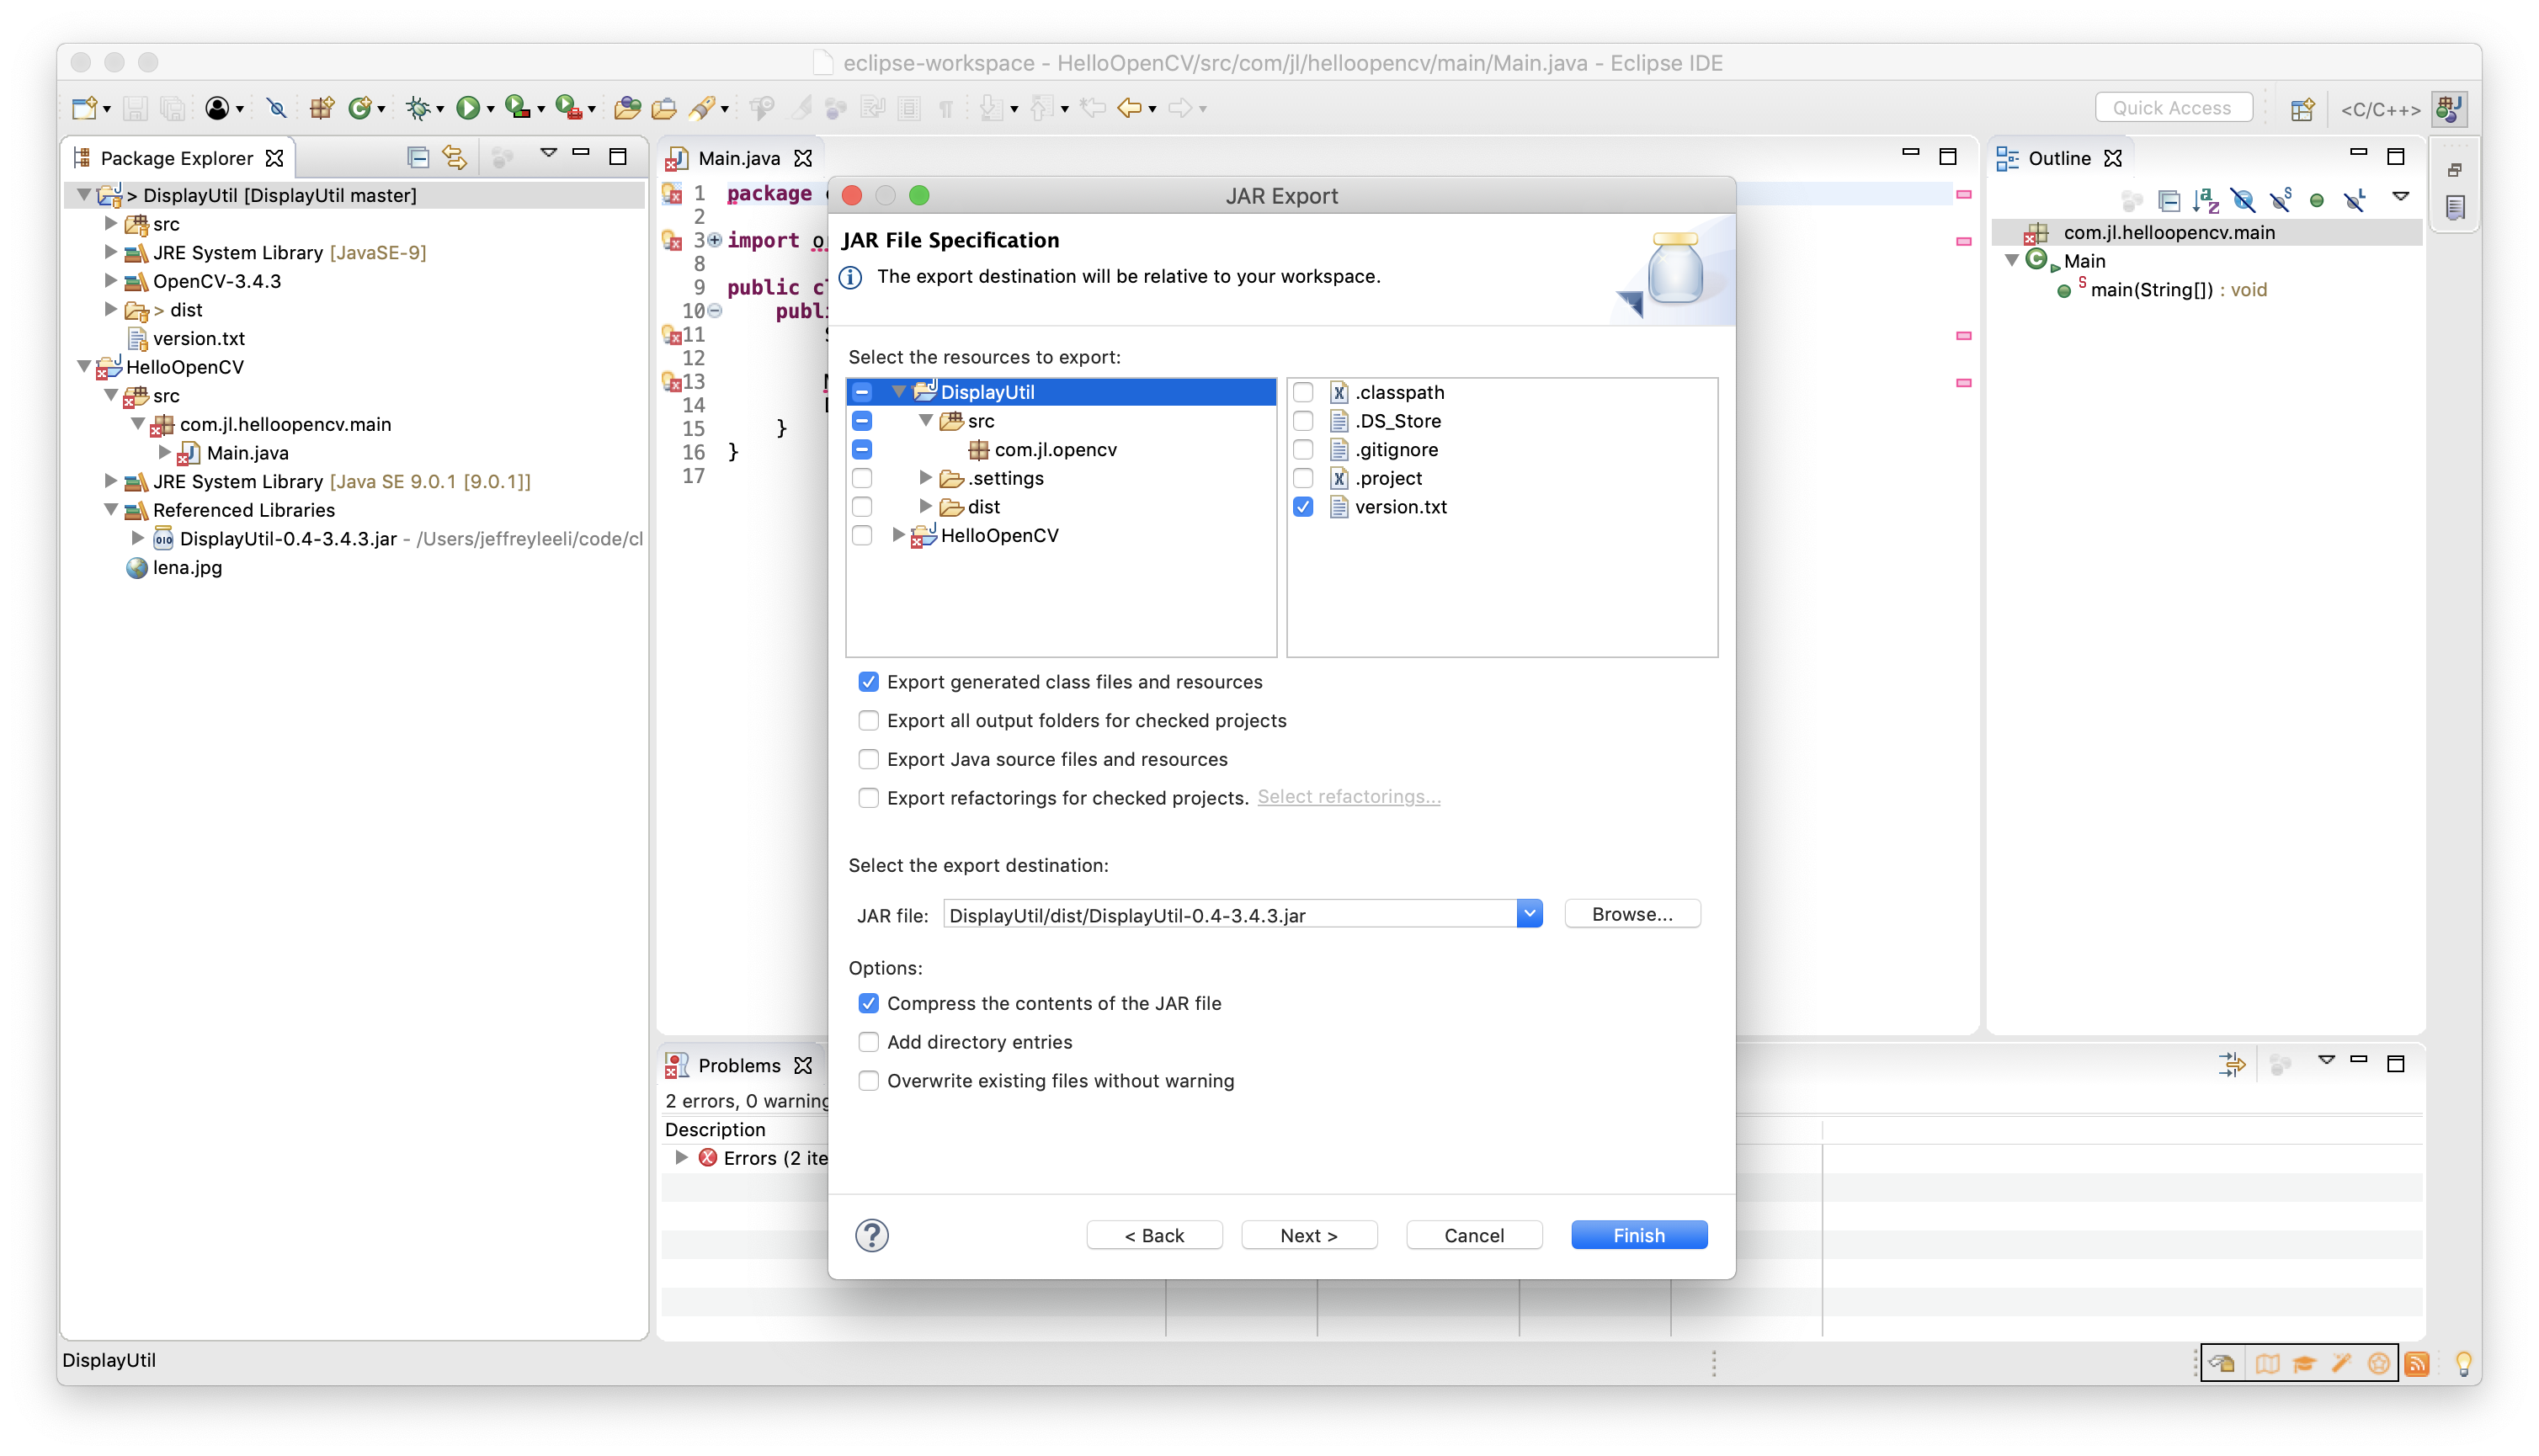 eclipse-workspace - HelloOpenCV/src/com/jl/helloopencv/main/Main.java - Eclipse IDE
Quick Access
<C/C++>
Package Explorer
> DisplayUtil [DisplayUtil master]
src
JRE System Library [JavaSE-9]
OpenCV-3.4.3
> dist
version.txt
HelloOpenCV
src
com.jl.helloopencv.main
Main.java
JRE System Library [Java SE 9.0.1 [9.0.1]]
Referenced Libraries
DisplayUtil-0.4-3.4.3.jar - /Users/jeffreyleeli/code/cl
lena.jpg
Main.java
1 package
2
3 import
8
9 public
10
11
12
13
14
15 }
16 }
17
JAR Export
JAR File Specification
The export destination will be relative to your workspace.
Select the resources to export:
DisplayUtil
src
com.jl.opencv
.settings
dist
HelloOpenCV
.classpath
.DS_Store
.gitignore
.project
version.txt
Export generated class files and resources
Export all output folders for checked projects
Export Java source files and resources
Export refactorings for checked projects. Select refactorings...
Select the export destination:
JAR file: DisplayUtil/dist/DisplayUtil-0.4-3.4.3.jar Browse...
Options:
Compress the contents of the JAR file
Add directory entries
Overwrite existing files without warning
? < Back Next > Cancel Finish
Outline
com.jl.helloopencv.main
Main
main(String[]) : void
Problems
2 errors, 0 warning
Description
Errors (2 ite
DisplayUtil